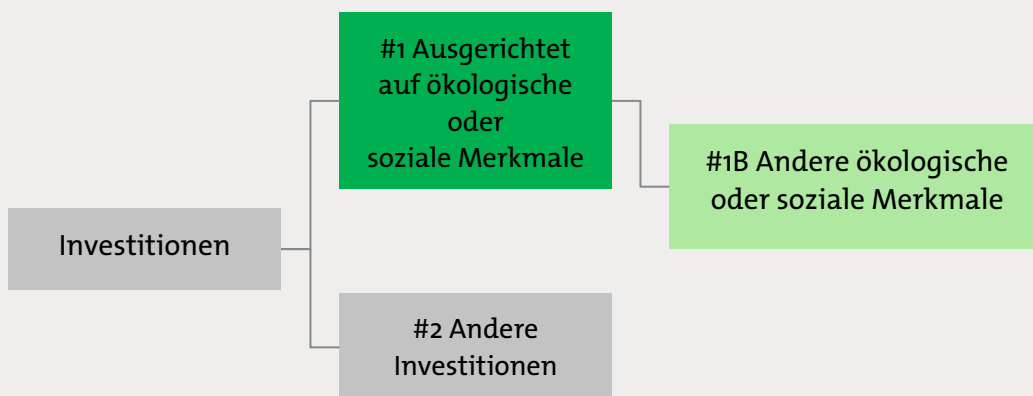 #1 Ausgerichtet
auf ökologische
oder
soziale Merkmale
#1B Andere ökologische
oder soziale Merkmale
Investitionen
#2 Andere
Investitionen